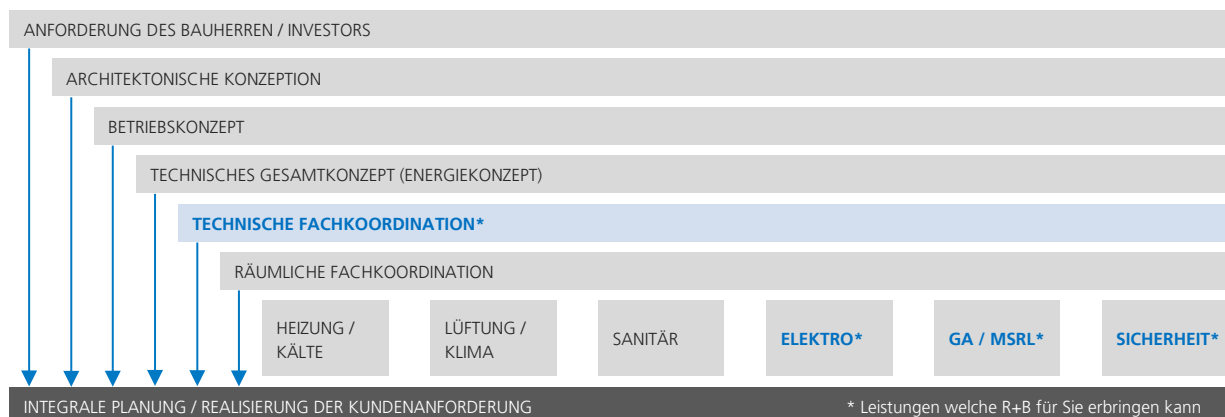 ANFORDERUNG DES BAUHERREN / INVESTORS
ARCHITEKTONISCHE KONZEPTION
BETRIEBSKONZEPT
TECHNISCHES GESAMTKONZEPT (ENERGIEKONZEPT)
TECHNISCHE FACHKOORDINATION*
RÄUMLICHE FACHKOORDINATION
HEIZUNG /
KÄLTE
LÜFTUNG /
KLIMA
SANITÄR
ELEKTRO*
GA / MSRL*
SICHERHEIT*
INTEGRALE PLANUNG / REALISIERUNG DER KUNDENANFORDERUNG
* Leistungen welche R+B für Sie erbringen kann